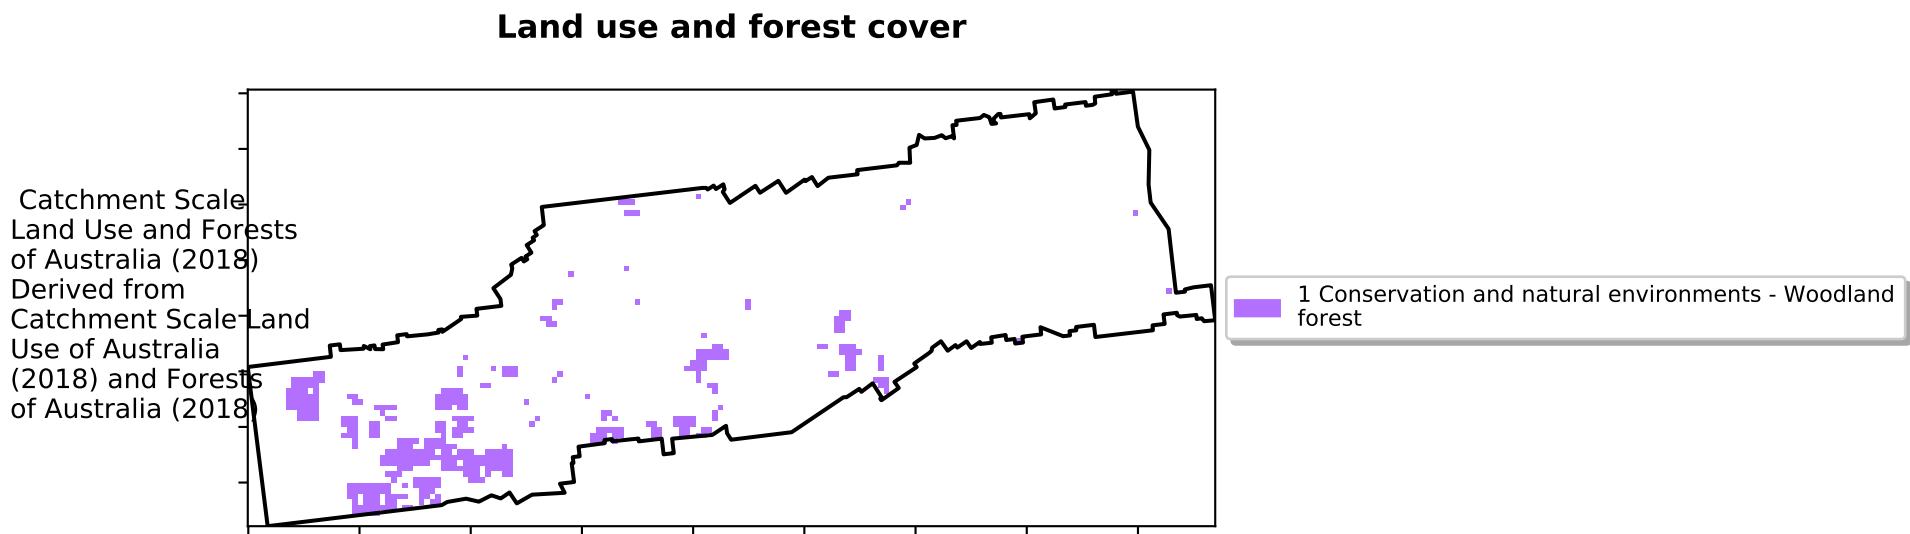 Land use and forest cover
Catchment Scale
Land Use and Forests
of Australia (2018)
Derived from
Catchment Scale Land
Use of Australia
(2018) and Forests
of Australia (2018)
1 Conservation and natural environments - Woodland
forest